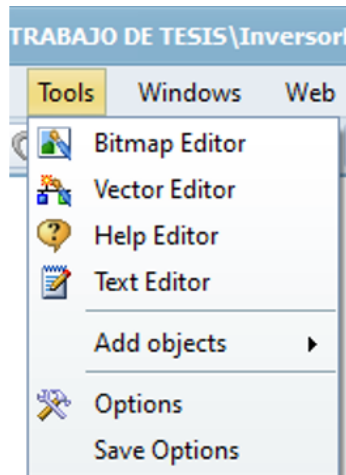 TRABAJO DE TESIS\Inversor
Tools Windows Web
Bitmap Editor
Vector Editor
Help Editor
Text Editor
Add objects
Options
Save Options